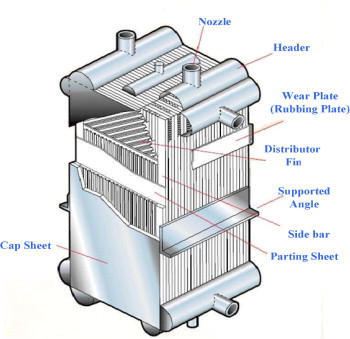 Nozzle
Header
Wear Plate
(Rubbing Plate)
Distributor
Fin
Supported
Angle
Side bar
Cap Sheet
Parting Sheet